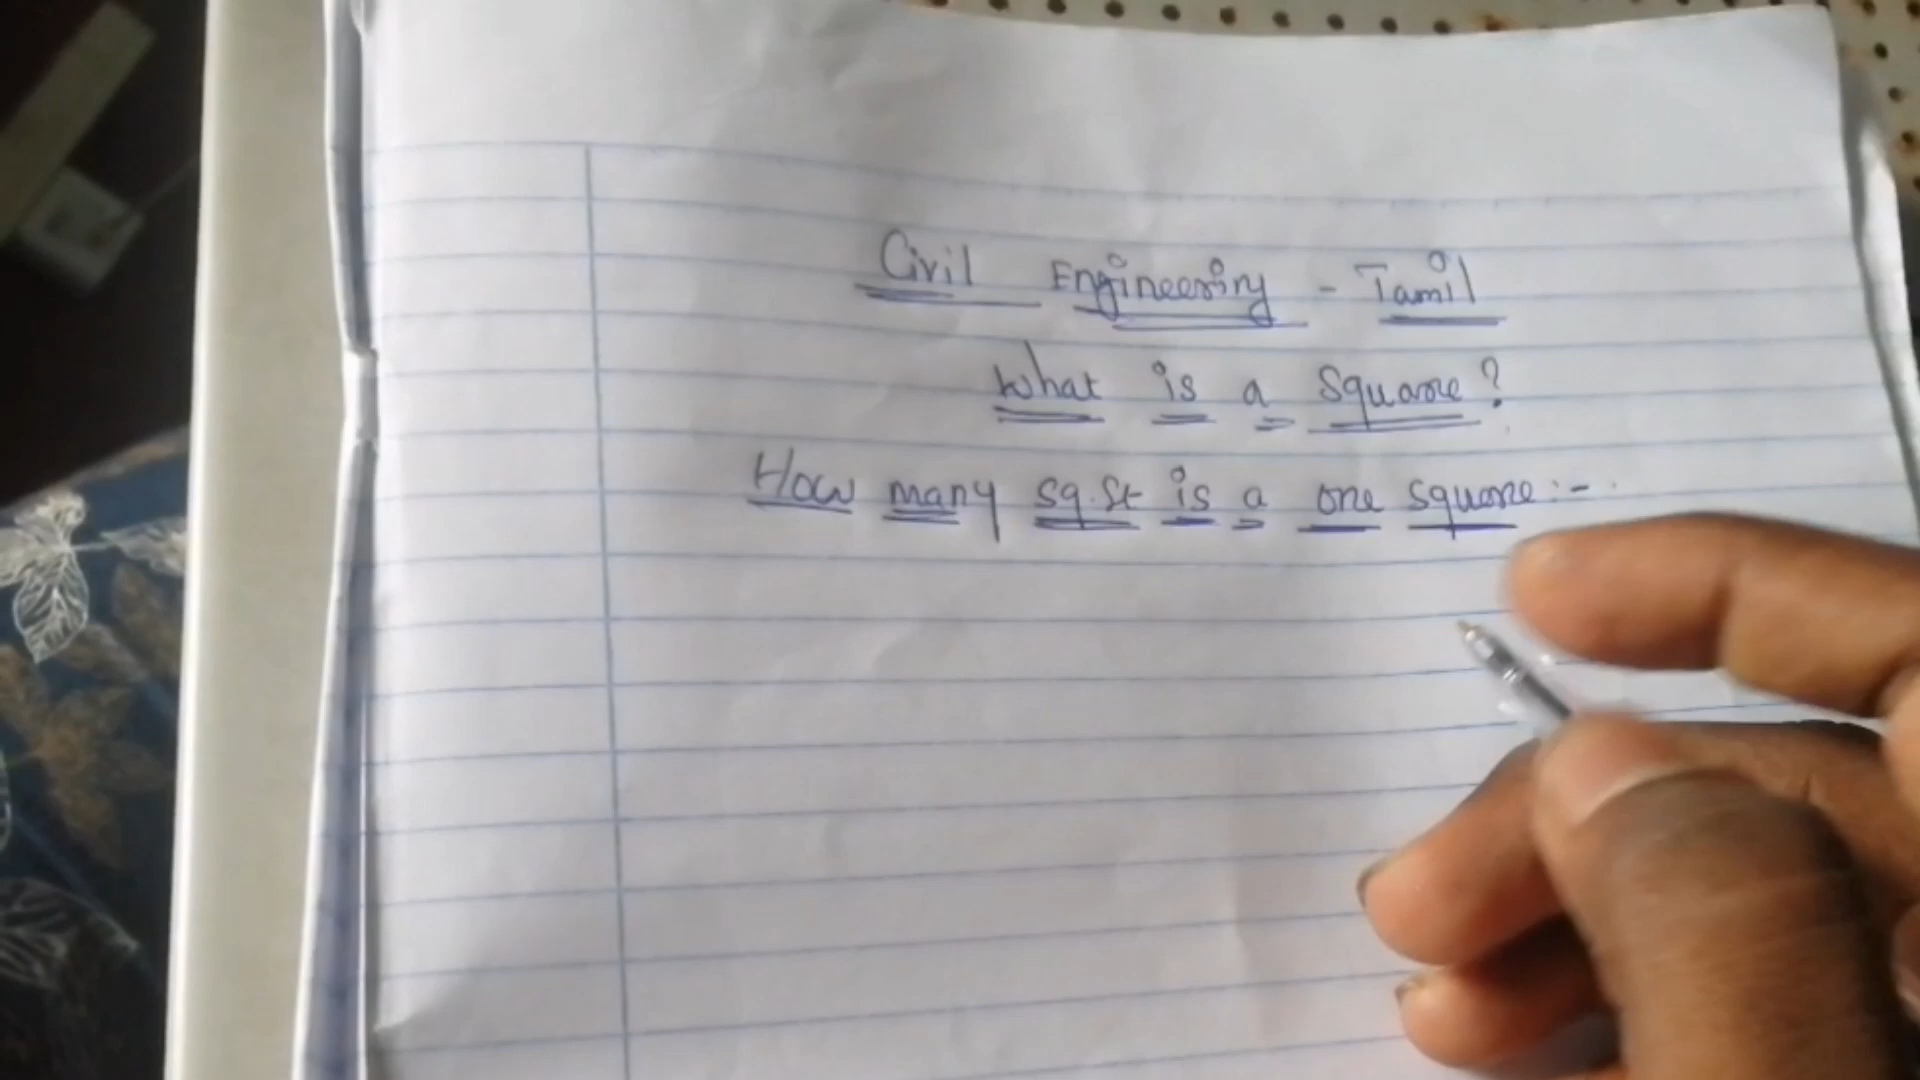 Civil Engineering - Tamil
What is a Square?
How many sq.ft is a one square:-